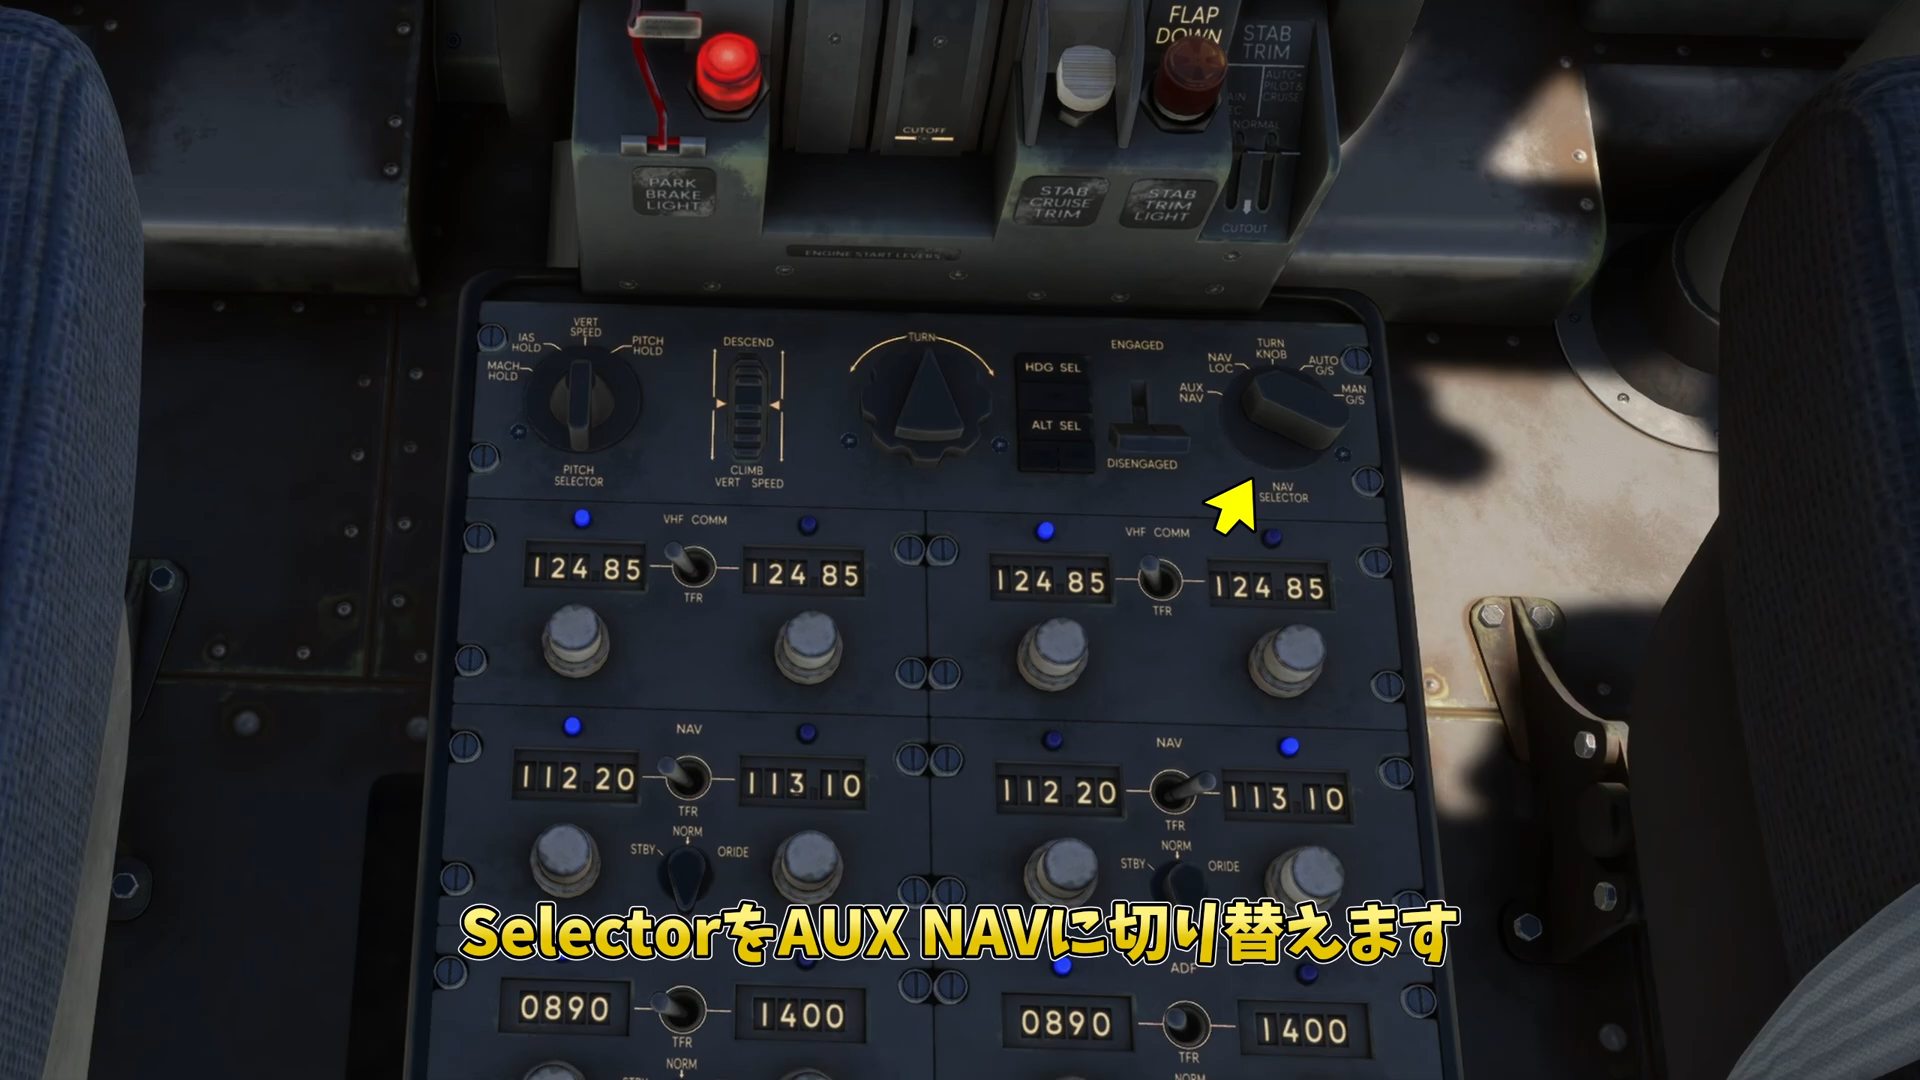 FLAP
DOWN
STAB
TRIM
AUTO-
PILOT&
CRUISE
NORMAL
CUTOFF
PARK
BRAKE
LIGHT
STAB
CRUISE
TRIM
STAB
TRIM
LIGHT
CUTOUT
ENGINE START LEVERS
VERT
SPEED
IAS
HOLD
PITCH
HOLD
MACH
HOLD
PITCH
SELECTOR
DESCEND
CLIMB
VERT SPEED
TURN
HDG SEL
ALT SEL
ENGAGED
DISENGAGED
TURN
KNOB
NAV
LOC
AUTO
G/S
AUX
NAV
MAN
G/S
NAV
SELECTOR
VHF COMM
124.85
124.85
TFR
VHF COMM
124.85
124.85
TFR
NAV
112.20
113.10
TFR
NAV
112.20
113.10
TFR
NORM
STBY
ORIDE
NORM
STBY
ORIDE
SelectorをAUX NAVに切り替えます
ADF
0890
1400
TFR
NORM
0890
1400
TFR
NORM